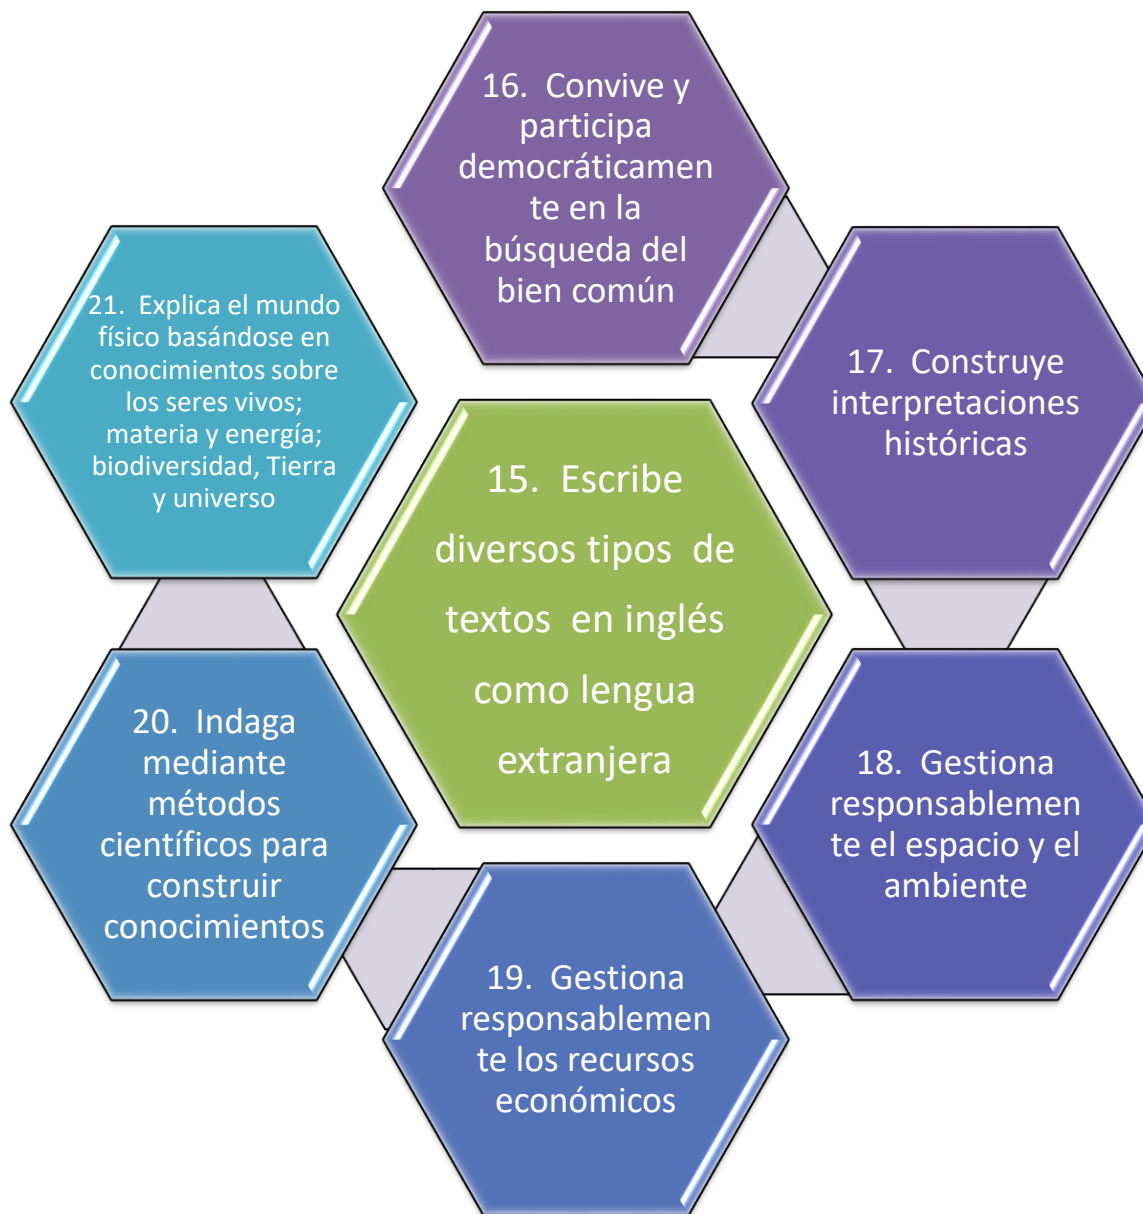 16. Convive y
participa
democráticamen
te en la
búsqueda del
bien común
17. Construye
interpretaciones
históricas
18. Gestiona
responsablemen
te el espacio y el
ambiente
19. Gestiona
responsablemen
te los recursos
económicos
20. Indaga
mediante
métodos
científicos para
construir
conocimientos
21. Explica el mundo
físico basándose en
conocimientos sobre
los seres vivos;
materia y energía;
biodiversidad, Tierra
y universo
15. Escribe
diversos tipos de
textos en inglés
como lengua
extranjera